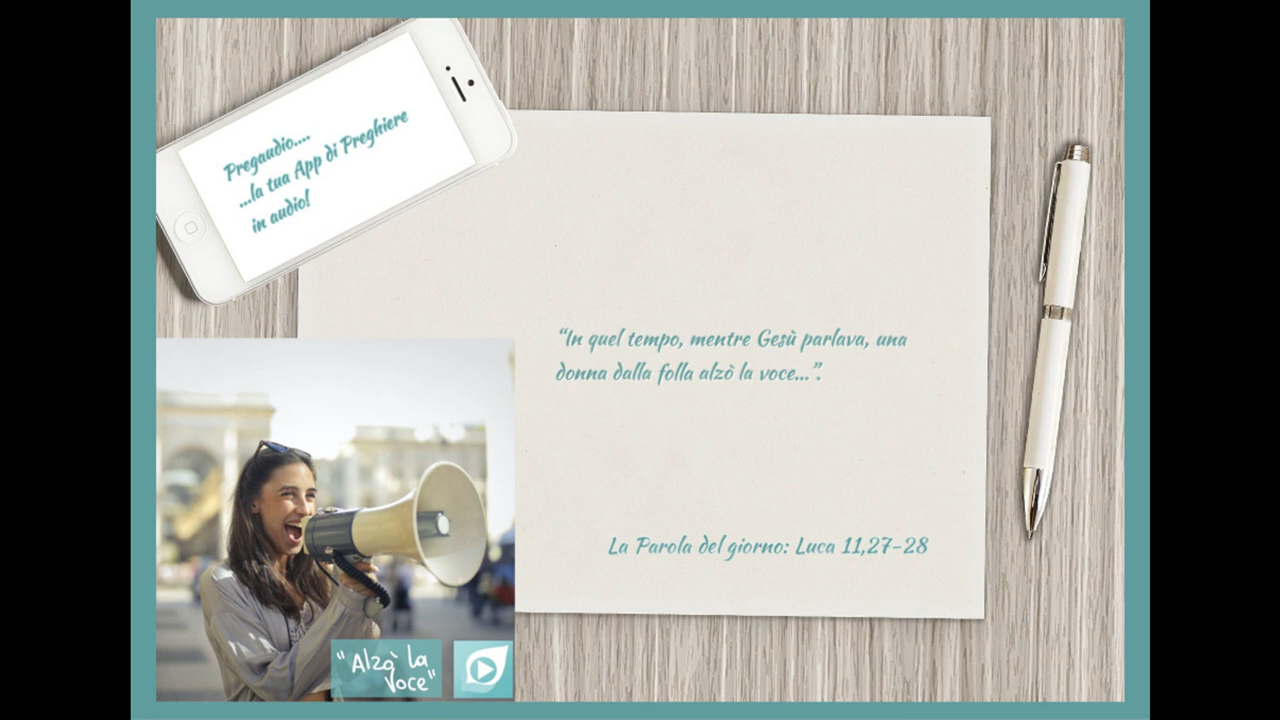 Pregaudio....
...la tua App di Preghiere
in audio!
“In quel tempo, mentre Gesù parlava, una
donna dalla folla alzò la voce...”.
La Parola del giorno: Luca 11,27-28
"Alzò la
Voce"